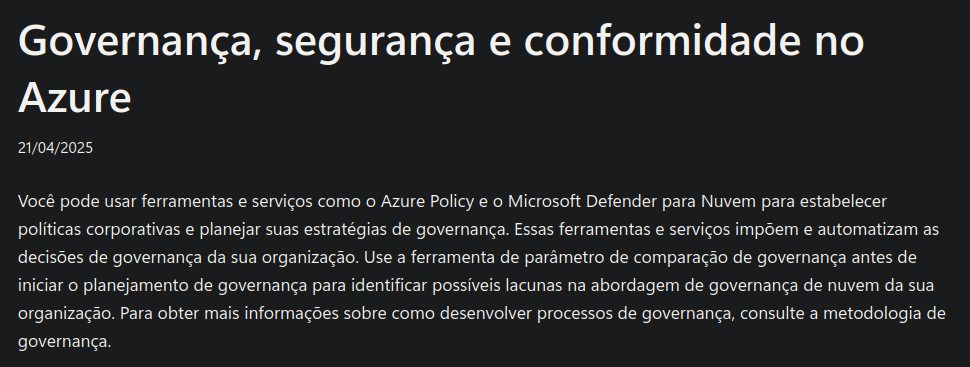 Governança, segurança e conformidade no
Azure
21/04/2025
Você pode usar ferramentas e serviços como o Azure Policy e o Microsoft Defender para Nuvem para estabelecer
políticas corporativas e planejar suas estratégias de governança. Essas ferramentas e serviços impõem e automatizam as
decisões de governança da sua organização. Use a ferramenta de parâmetro de comparação de governança antes de
iniciar o planejamento de governança para identificar possíveis lacunas na abordagem de governança de nuvem da sua
organização. Para obter mais informações sobre como desenvolver processos de governança, consulte a metodologia de
governança.